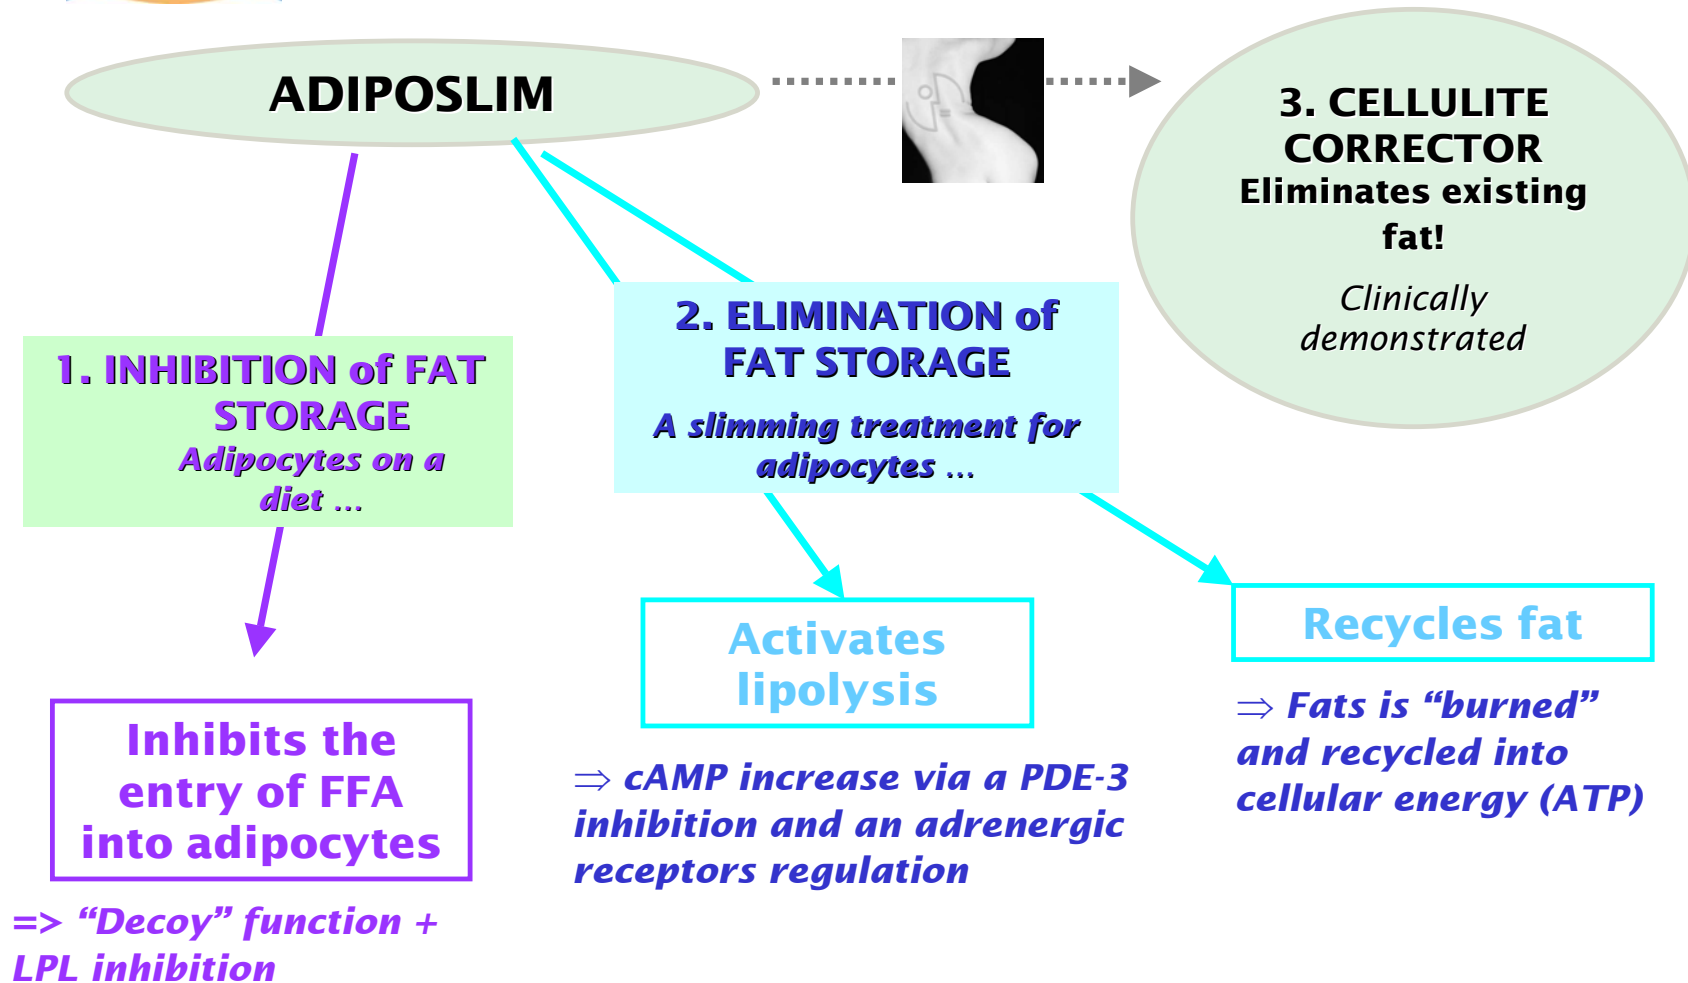 ADIPOSLIM
3. CELLULITE
CORRECTOR
Eliminates existing
fat!
Clinically
demonstrated
1. INHIBITION of FAT
STORAGE
Adipocytes on a
diet …
2. ELIMINATION of
FAT STORAGE
A slimming treatment for
adipocytes …
Inhibits the
entry of FFA
into adipocytes
=> “Decoy” function +
LPL inhibition
Activates
lipolysis
⇒ cAMP increase via a PDE-3
inhibition and an adrenergic
receptors regulation
Recycles fat
⇒ Fats is “burned”
and recycled into
cellular energy (ATP)